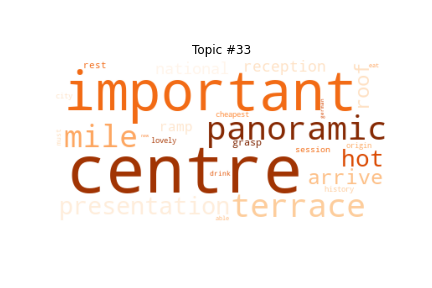 Topic #33
rest
national
reception
important
roof
mile-
ramp
cheapest
panoramic
lovely
grasp
session
origin
hot
centre
drink
arrive
history
presentation
terrace